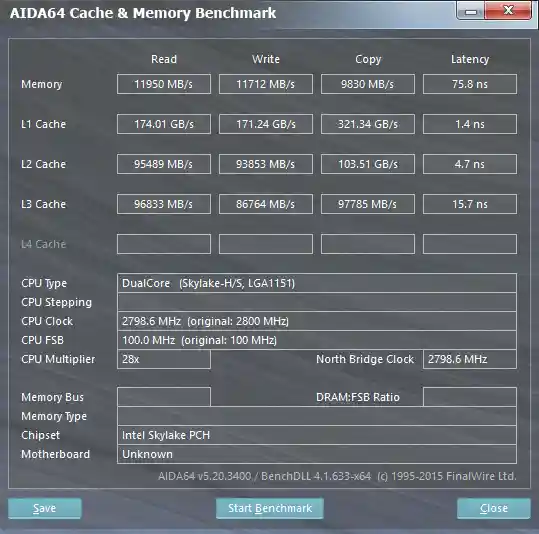 AIDA64 Cache & Memory Benchmark
Read Write Copy Latency
Memory 11950 MB/s 11712 MB/s 9830 MB/s 75.8 ns
L1 Cache 174.01 GB/s 171.24 GB/s 321.34 GB/s 1.4 ns
L2 Cache 95489 MB/s 93853 MB/s 103.51 GB/s 4.7 ns
L3 Cache 96833 MB/s 86764 MB/s 97785 MB/s 15.7 ns
L4 Cache
CPU Type DualCore (Skylake-H/S, LGA1151)
CPU Stepping
CPU Clock 2798.6 MHz (original: 2800 MHz)
CPU FSB 100.0 MHz (original: 100 MHz)
CPU Multiplier 28x North Bridge Clock 2798.6 MHz
Memory Bus DRAM:FSB Ratio
Memory Type
Chipset Intel Skylake PCH
Motherboard Unknown
AIDA64 v5.20.3400 / BenchDLL 4.1.633-x64 (c) 1995-2015 FinalWire Ltd.
Save Start Benchmark Close